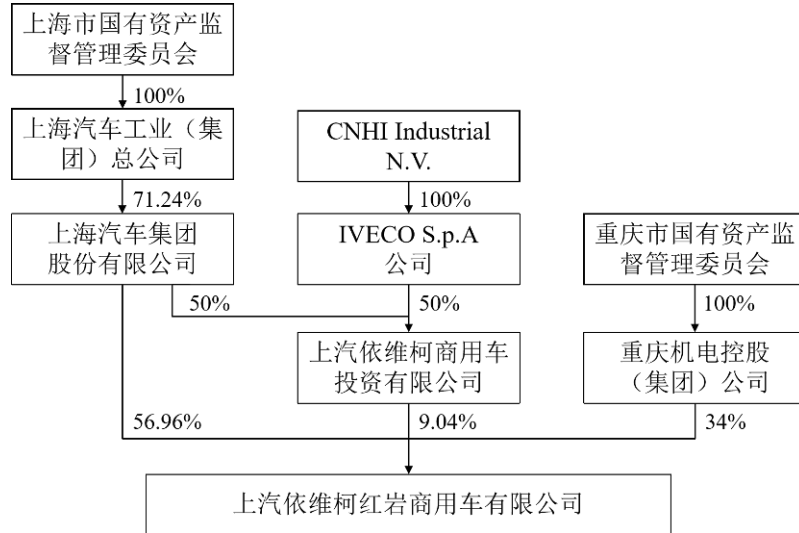 上海市国有资产监
督管理委员会
100%
上海汽车工业（集
团）总公司
CNHI Industrial
N.V.
71.24%
100%
上海汽车集团
股份有限公司
IVECO S.p.A
公司
重庆市国有资产监
督管理委员会
50%
50%
100%
上汽依维柯商用车
投资有限公司
重庆机电控股
（集团）公司
56.96%
9.04%
34%
上汽依维柯红岩商用车有限公司